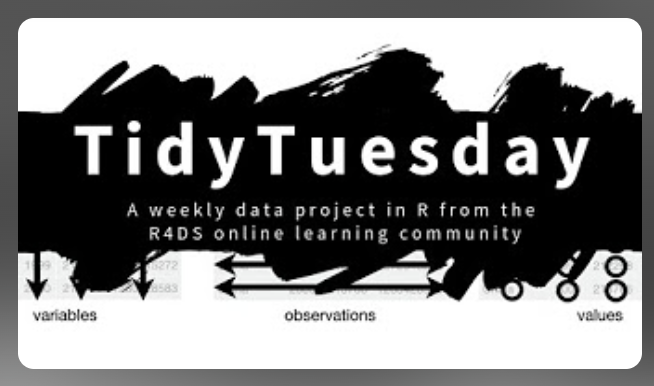 TidyTuesday
A weekly data project in R from the
R4DS online learning community
variables
observations
values